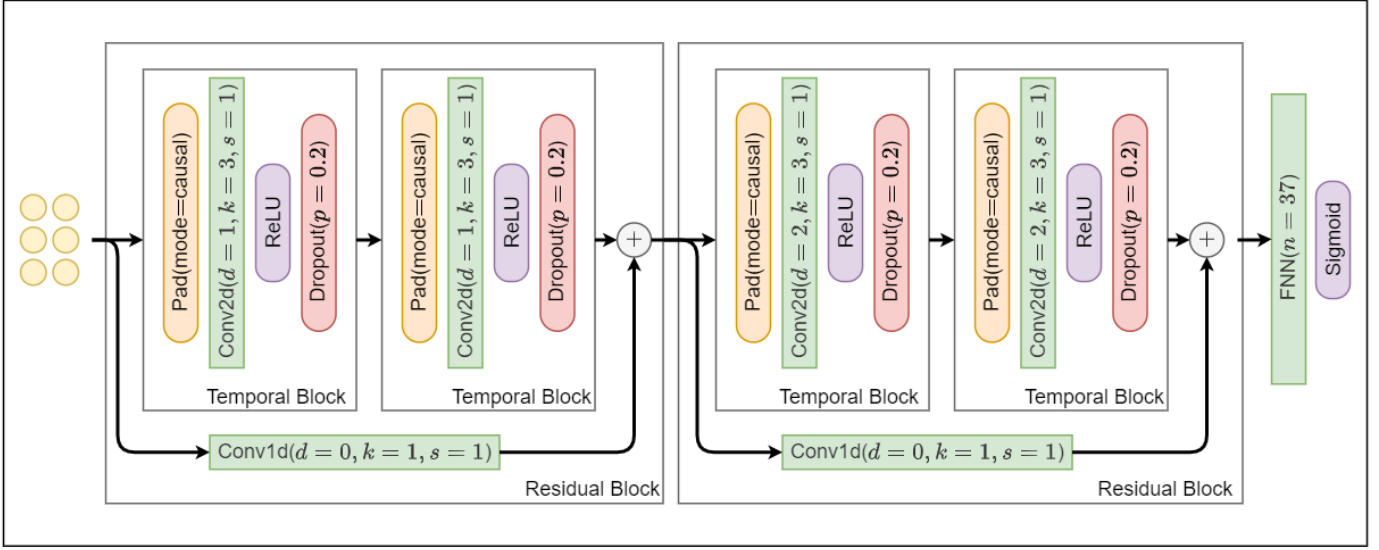 Pad(mode=causal)
Conv2d(d = 1, k = 3, s = 1)
ReLU
Dropout(p = 0.2)
Temporal Block
Pad(mode=causal)
Conv2d(d = 1, k = 3, s = 1)
ReLU
Dropout(p = 0.2)
Temporal Block
+
Conv1d(d = 0, k = 1, s = 1)
Residual Block
Pad(mode=causal)
Conv2d(d = 2, k = 3, s = 1)
ReLU
Dropout(p = 0.2)
Temporal Block
Pad(mode=causal)
Conv2d(d = 2, k = 3, s = 1)
ReLU
Dropout(p = 0.2)
Temporal Block
+
Conv1d(d = 0, k = 1, s = 1)
Residual Block
FNN(n = 37)
Sigmoid